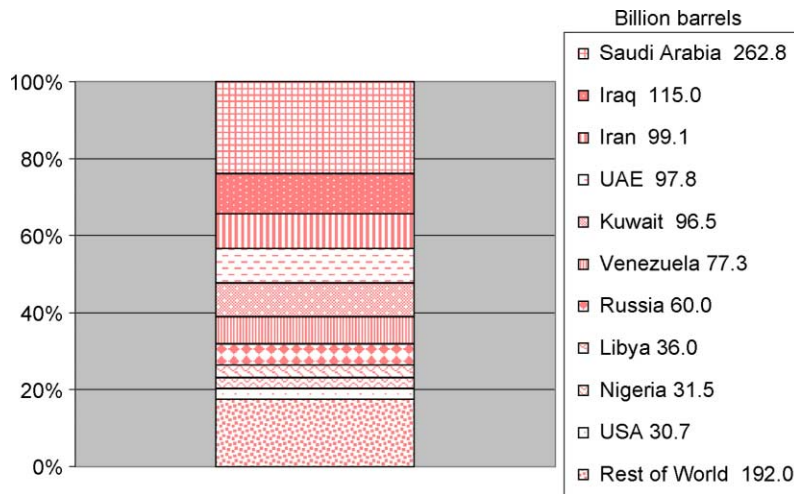 Billion barrels
Saudi Arabia 262.8
Iraq 115.0
Iran 99.1
UAE 97.8
Kuwait 96.5
Venezuela 77.3
Russia 60.0
Libya 36.0
Nigeria 31.5
USA 30.7
Rest of World 192.0
100%
80%
60%
40%
20%
0%